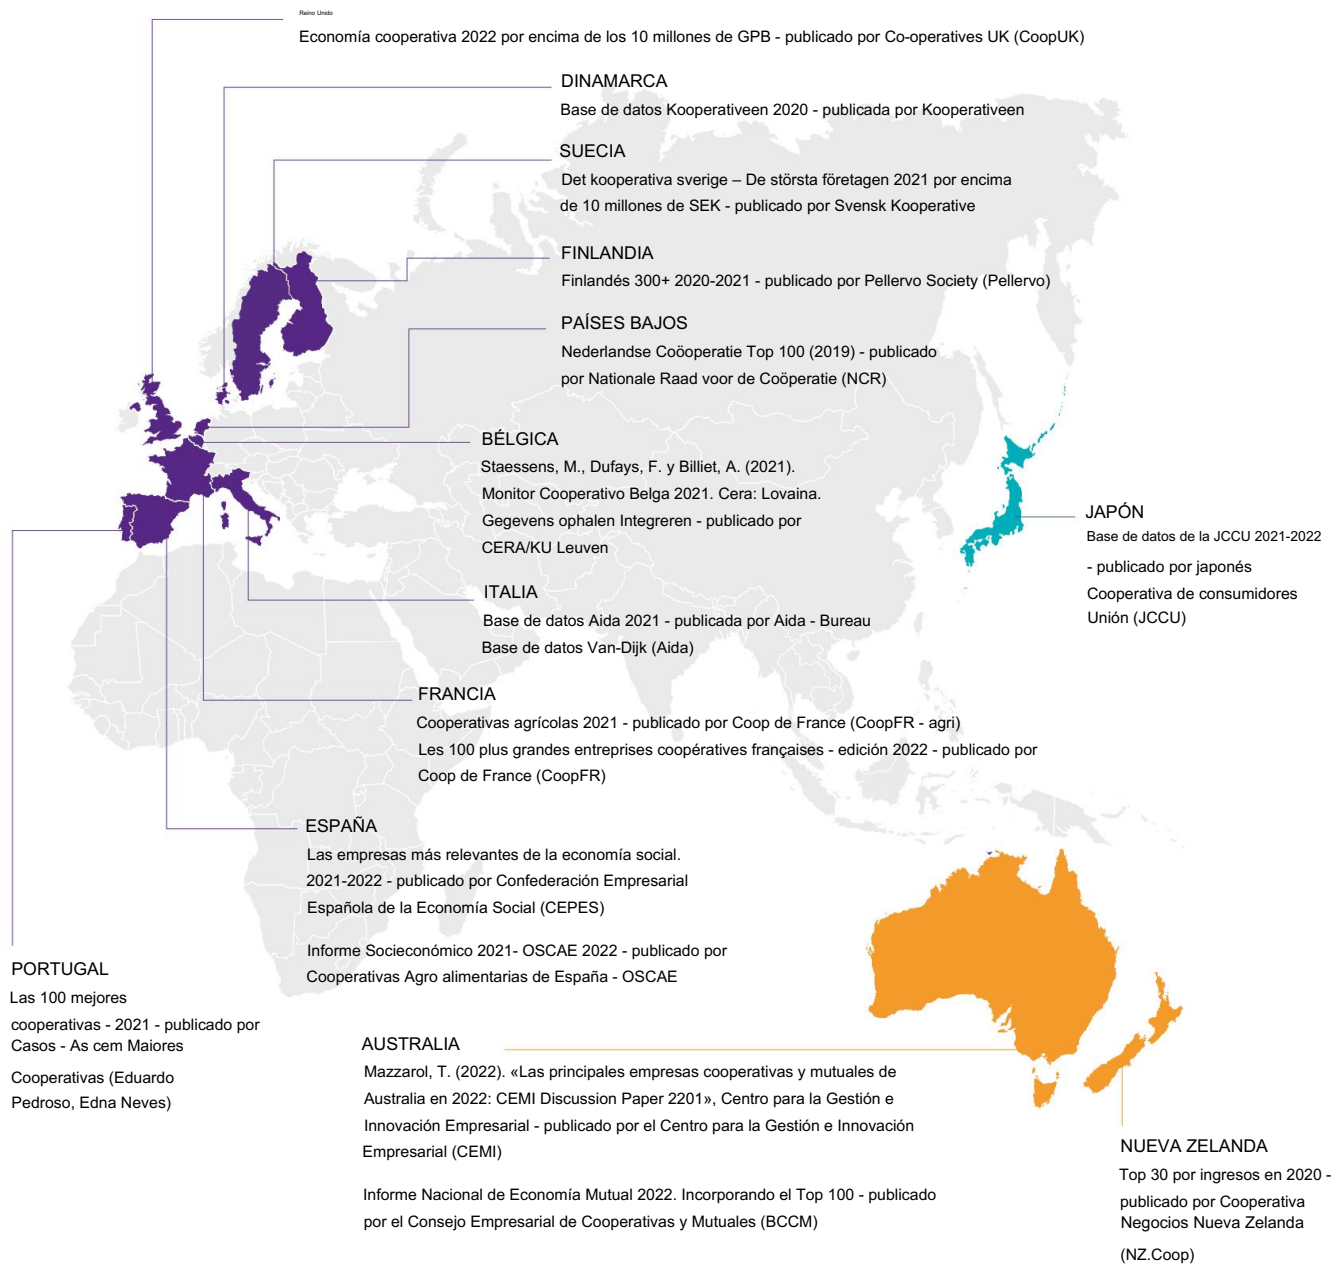 Reino Unido
Economía cooperativa 2022 por encima de los 10 millones de GPB - publicado por Co-operatives UK (CoopUK)
DINAMARCA
Base de datos Kooperativeen 2020 - publicada por Kooperativeen
SUECIA
Det kooperativa sverige – De största företagen 2021 por encima
de 10 millones de SEK - publicado por Svensk Kooperative
FINLANDIA
Finlandés 300+ 2020-2021 - publicado por Pellervo Society (Pellervo)
PAÍSES BAJOS
Nederlandse Coöoperatie Top 100 (2019) - publicado
por Nationale Raad voor de Coöperatie (NCR)
BÉLGICA
Staessens, M., Dufays, F. y Billiet, A. (2021).
Monitor Cooperativo Belga 2021. Cera: Lovaina.
Gegevens ophalen Integreren - publicado por
CERA/KU Leuven
JAPÓN
Base de datos de la JCCU 2021-2022
- publicado por japonés
Cooperativa de consumidores
Unión (JCCU)
ITALIA
Base de datos Aida 2021 - publicada por Aida - Bureau
Base de datos Van-Dijk (Aida)
FRANCIA
Cooperativas agrícolas 2021 - publicado por Coop de France (CoopFR - agri)
Les 100 plus grandes entreprises coopératives françaises - edición 2022 - publicado por
Coop de France (CoopFR)
ESPAÑA
Las empresas más relevantes de la economía social.
2021-2022 - publicado por Confederación Empresarial
Española de la Economía Social (CEPES)
Informe Socieconómico 2021- OSCAE 2022 - publicado por
Cooperativas Agro alimentarias de España - OSCAE
PORTUGAL
Las 100 mejores
cooperativas - 2021 - publicado por
Casos - As cem Maiores
Cooperativas (Eduardo
Pedroso, Edna Neves)
AUSTRALIA
Mazzarol, T. (2022). «Las principales empresas cooperativas y mutuales de
Australia en 2022: CEMI Discussion Paper 2201», Centro para la Gestión e
Innovación Empresarial - publicado por el Centro para la Gestión e Innovación
Empresarial (CEMI)
Informe Nacional de Economía Mutual 2022. Incorporando el Top 100 - publicado
por el Consejo Empresarial de Cooperativas y Mutuales (BCCM)
NUEVA ZELANDA
Top 30 por ingresos en 2020 -
publicado por Cooperativa
Negocios Nueva Zelanda
(NZ.Coop)